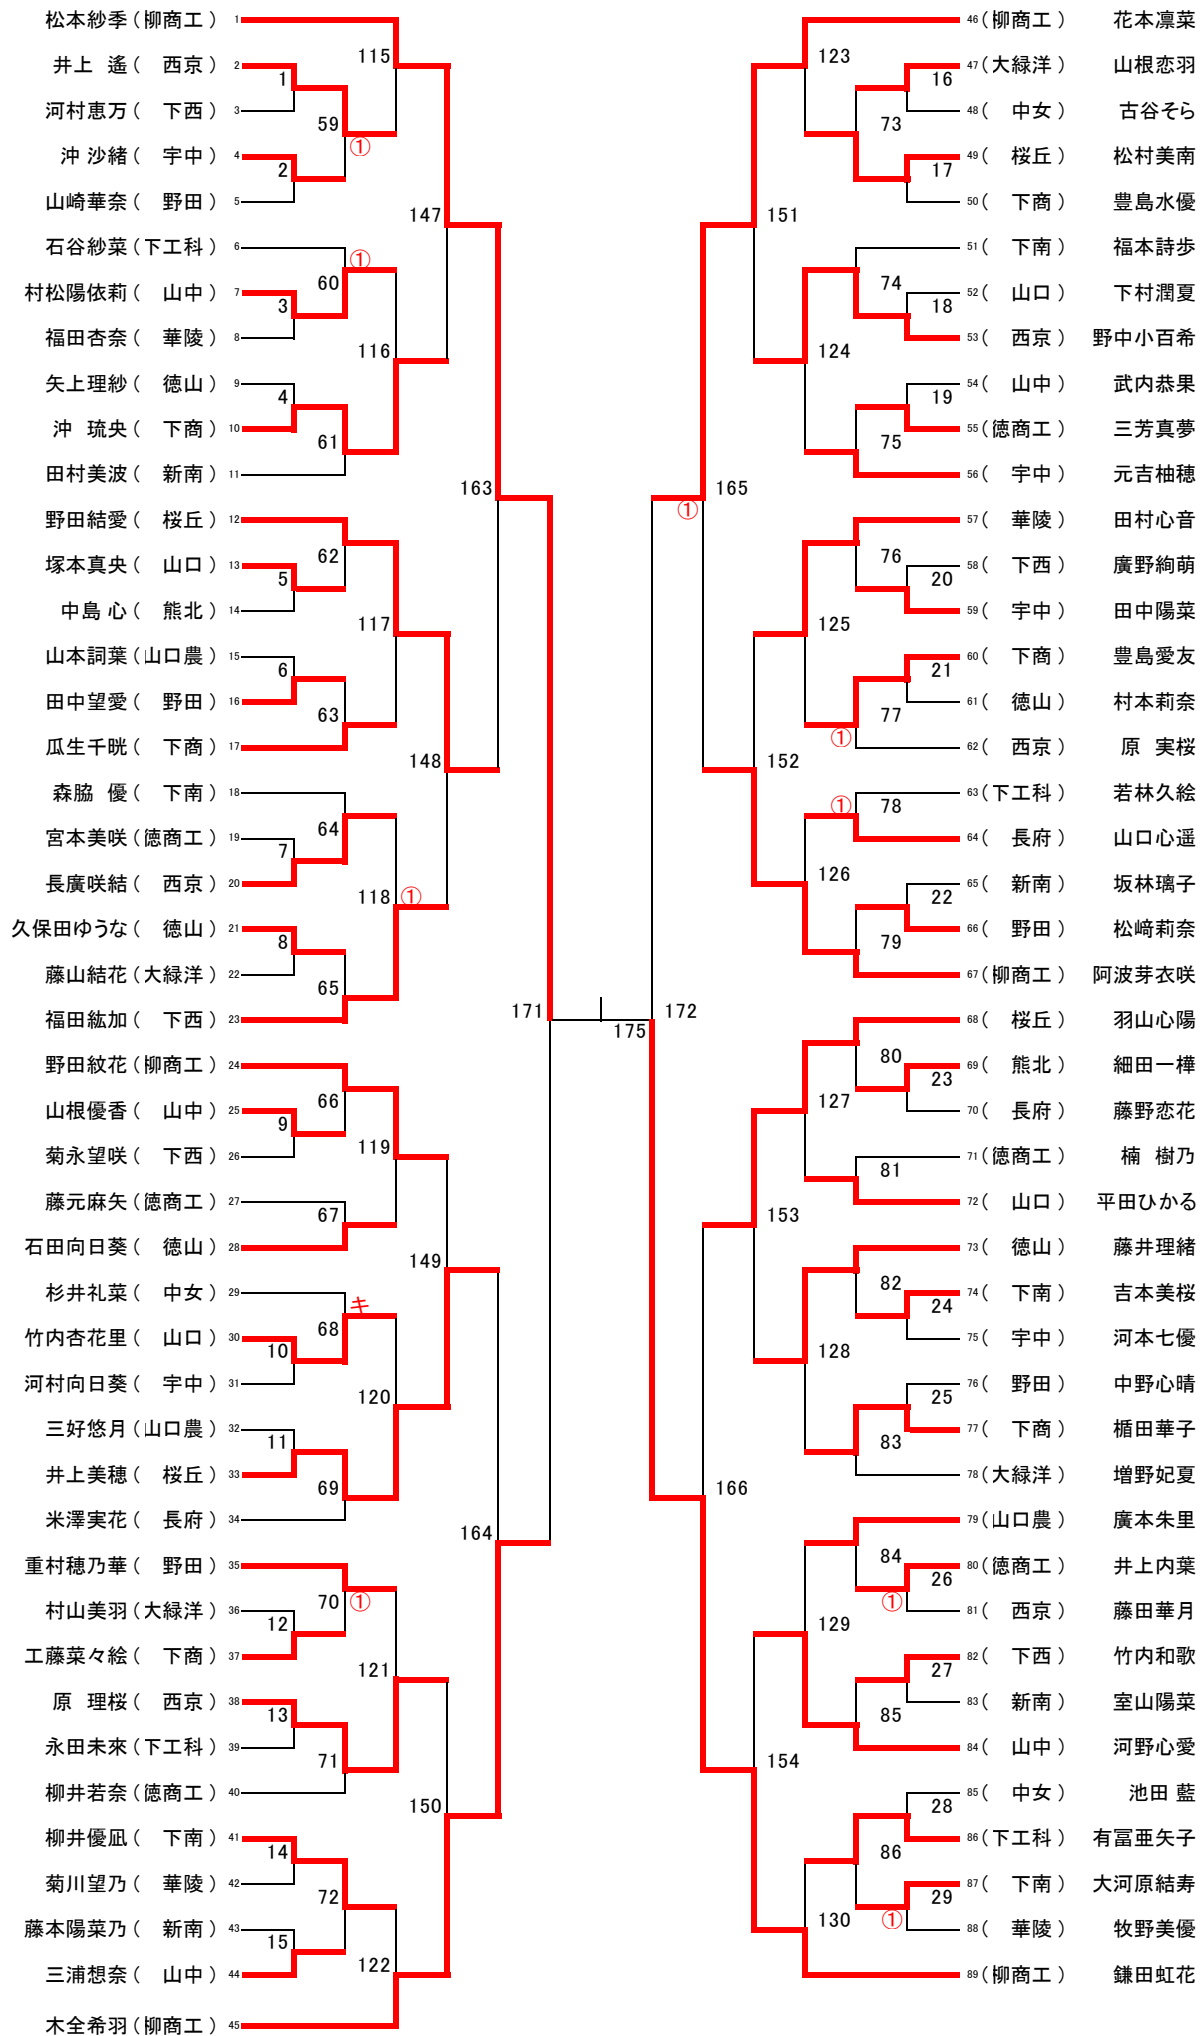 松本紗季 (柳商工) 1
井上 遙 (西京) 2
河村恵万 (下西) 3
沖 沙緒 (宇中) 4
山崎華奈 (野田) 5
石谷紗菜 (下工科) 6
村松陽依莉 (山中) 7
福田杏奈 (華陵) 8
矢上理紗 (徳山) 9
沖 琉央 (下商) 10
田村美波 (新南) 11
野田結愛 (桜丘) 12
塚本真央 (山口) 13
中島 心 (熊北) 14
山本詞葉 (山口農) 15
田中望愛 (野田) 16
瓜生千晄 (下商) 17
森脇 優 (下南) 18
宮本美咲 (徳商工) 19
長廣咲結 (西京) 20
久保田ゆうな (徳山) 21
藤山結花 (大緑洋) 22
福田紘加 (下西) 23
野田紋花 (柳商工) 24
山根優香 (山中) 25
菊永望咲 (下西) 26
藤元麻矢 (徳商工) 27
石田向日葵 (徳山) 28
杉井礼菜 (中女) 29
竹内杏花里 (山口) 30
河村向日葵 (宇中) 31
三好悠月 (山口農) 32
井上美穂 (桜丘) 33
米澤実花 (長府) 34
重村穂乃華 (野田) 35
村山美羽 (大緑洋) 36
工藤菜々絵 (下商) 37
原 理桜 (西京) 38
永田未來 (下工科) 39
柳井若奈 (徳商工) 40
柳井優凪 (下南) 41
菊川望乃 (華陵) 42
藤本陽菜乃 (新南) 43
三浦想奈 (山中) 44
木全希羽 (柳商工) 45
1
2
3
4
5
6
7
8
9
10
11
12
13
14
15
59
①
60
①
61
62
63
64
65
66
67
68
キ
69
70
①
71
72
115
116
117
118
①
119
120
121
122
147
148
149
150
163
164
171
175
172
165
①
166
151
152
153
154
123
124
125
126
127
128
129
130
73
74
75
76
77
①
78
①
79
80
81
82
83
84
85
86
16
17
18
19
20
21
22
23
24
25
26
①
27
28
29
①
46 (柳商工) 花本凛菜
47 (大緑洋) 山根恋羽
48 (中女) 古谷そら
49 (桜丘) 松村美南
50 (下商) 豊島水優
51 (下南) 福本詩歩
52 (山口) 下村潤夏
53 (西京) 野中小百希
54 (山中) 武内恭果
55 (徳商工) 三芳真夢
56 (宇中) 元吉柚穂
57 (華陵) 田村心音
58 (下西) 廣野絢萌
59 (宇中) 田中陽菜
60 (下商) 豊島愛友
61 (徳山) 村本莉奈
62 (西京) 原 実桜
63 (下工科) 若林久絵
64 (長府) 山口心遥
65 (新南) 坂林璃子
66 (野田) 松﨑莉奈
67 (柳商工) 阿波芽衣咲
68 (桜丘) 羽山心陽
69 (熊北) 細田一樺
70 (長府) 藤野恋花
71 (徳商工) 楠 樹乃
72 (山口) 平田ひかる
73 (徳山) 藤井理緒
74 (下南) 吉本美桜
75 (宇中) 河本七優
76 (野田) 中野心晴
77 (下商) 楯田華子
78 (大緑洋) 増野妃夏
79 (山口農) 廣本朱里
80 (徳商工) 井上内葉
81 (西京) 藤田華月
82 (下西) 竹内和歌
83 (新南) 室山陽菜
84 (山中) 河野心愛
85 (中女) 池田 藍
86 (下工科) 有冨亜矢子
87 (下南) 大河原結寿
88 (華陵) 牧野美優
89 (柳商工) 鎌田虹花